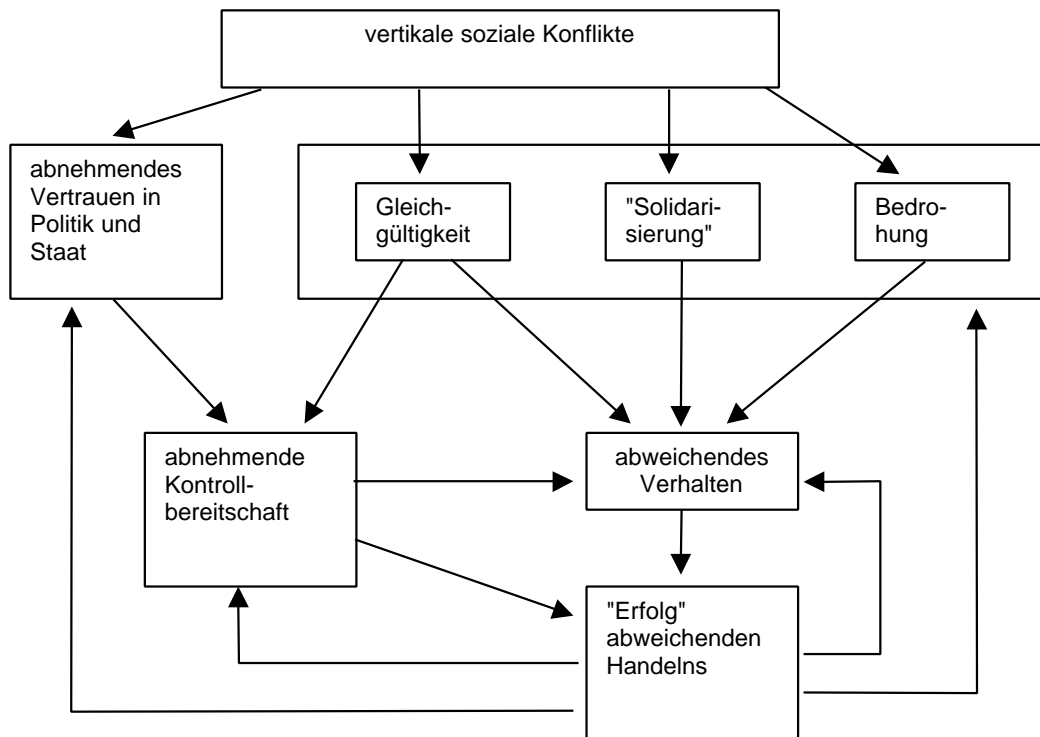 vertikale soziale Konflikte
abnehmendes
Vertrauen in
Politik und
Staat
Gleich-
gültigkeit
"Solidari-
sierung"
Bedro-
hung
abnehmende
Kontroll-
bereitschaft
abweichendes
Verhalten
"Erfolg"
abweichenden
Handelns